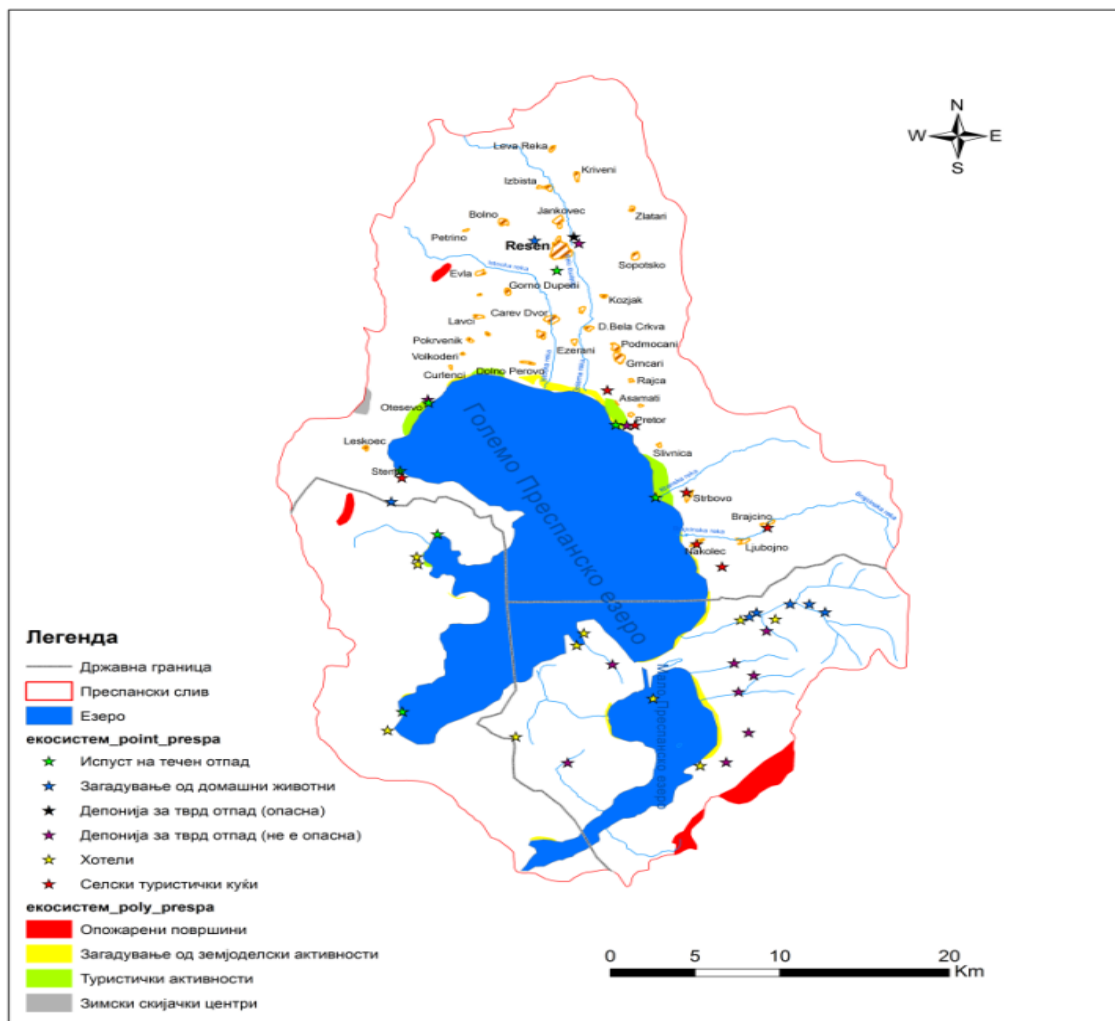 N
W E
S
Leva Reka
Kriveni
Izbista
Zlatari
Jankovec
Bolno
Petrino
Resen
Sopotsko
Evla
Gorno Dupeni
Kozjak
Carev Dvor
Lavci
D.Bela Crkva
Pokrvenik
Ezerani
Podmocani
Volkoderi
Grncari
Curlenci
Dolno Perovo
Rajca
Asamati
Otesevo
Pretor
Leskoec
Slivnica
Големо Преспанско езеро
Strbovo
Brajcino
Nakolec
Ljubojno
Мало Преспанско езеро
Легенда
Државна граница
Преспански слив
Езеро
екосистем_point_prespa
Испуст на течен отпад
Загадување од домашни животни
Депонија за тврд отпад (опасна)
Депонија за тврд отпад (не е опасна)
Хотели
Селски туристички куќи
екосистем_poly_prespa
Опожарени површини
Загадување од земјоделски активности
Туристички активности
Зимски скијачки центри
0 5 10 20
Km